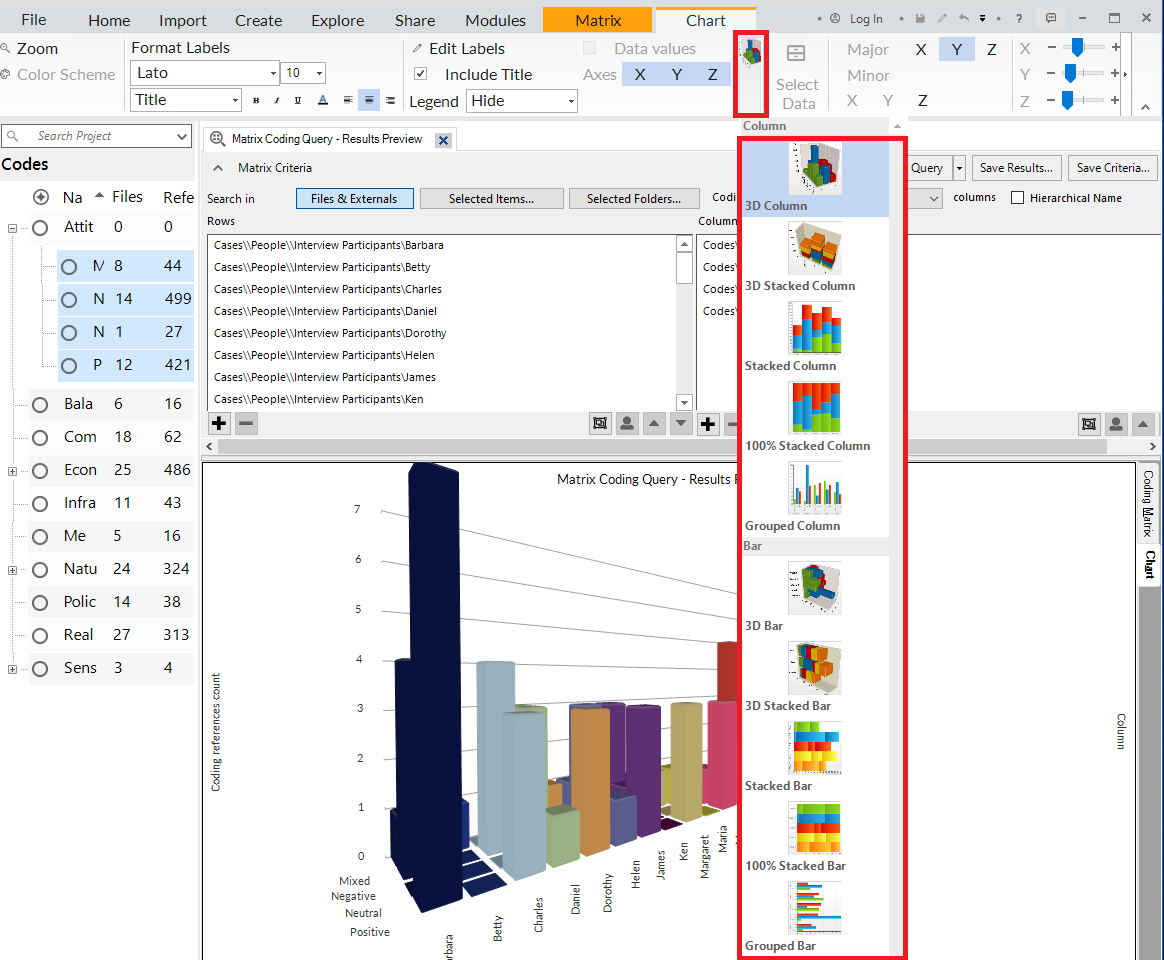 File Home Import Create Explore Share Modules Matrix Chart Log In ?
Zoom
Color Scheme
Format Labels
Lato 10
Title B I U A
Edit Labels
Include Title
Legend Hide
Data values
Axes X Y Z
Select
Data
Major X Y Z
Minor
X Y Z
X
Y
Z
Search Project
Codes
Na Files Refe
Attit 0 0
M 8 44
N 14 499
N 1 27
P 12 421
Bala 6 16
Com 18 62
Econ 25 486
Infra 11 43
Me 5 16
Natu 24 324
Polic 14 38
Real 27 313
Sens 3 4
Matrix Coding Query - Results Preview
Matrix Criteria
Query Save Results... Save Criteria...
Search in Files & Externals Selected Items... Selected Folders... Codi
columns Hierarchical Name
Rows
Cases\\People\\Interview Participants\Barbara
Cases\\People\\Interview Participants\Betty
Cases\\People\\Interview Participants\Charles
Cases\\People\\Interview Participants\Daniel
Cases\\People\\Interview Participants\Dorothy
Cases\\People\\Interview Participants\Helen
Cases\\People\\Interview Participants\James
Cases\\People\\Interview Participants\Ken
Column
Codes\
Codes\
Codes\
Codes\
Column
3D Column
3D Stacked Column
Stacked Column
100% Stacked Column
Grouped Column
Bar
3D Bar
3D Stacked Bar
Stacked Bar
100% Stacked Bar
Grouped Bar
Matrix Coding Query - Results P
7
6
5
4
3
2
1
0
Coding references count
Mixed
Negative
Neutral
Positive
rbara
Betty
Charles
Daniel
Dorothy
Helen
James
Ken
Margaret
Maria
Column
Coding Matrix
Chart